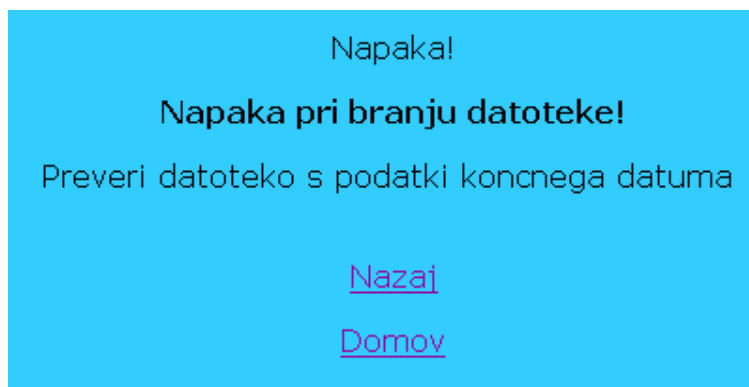 Napaka!
Napaka pri branju datoteke!
Preveri datoteko s podatki koncnega datuma
Nazaj
Domov